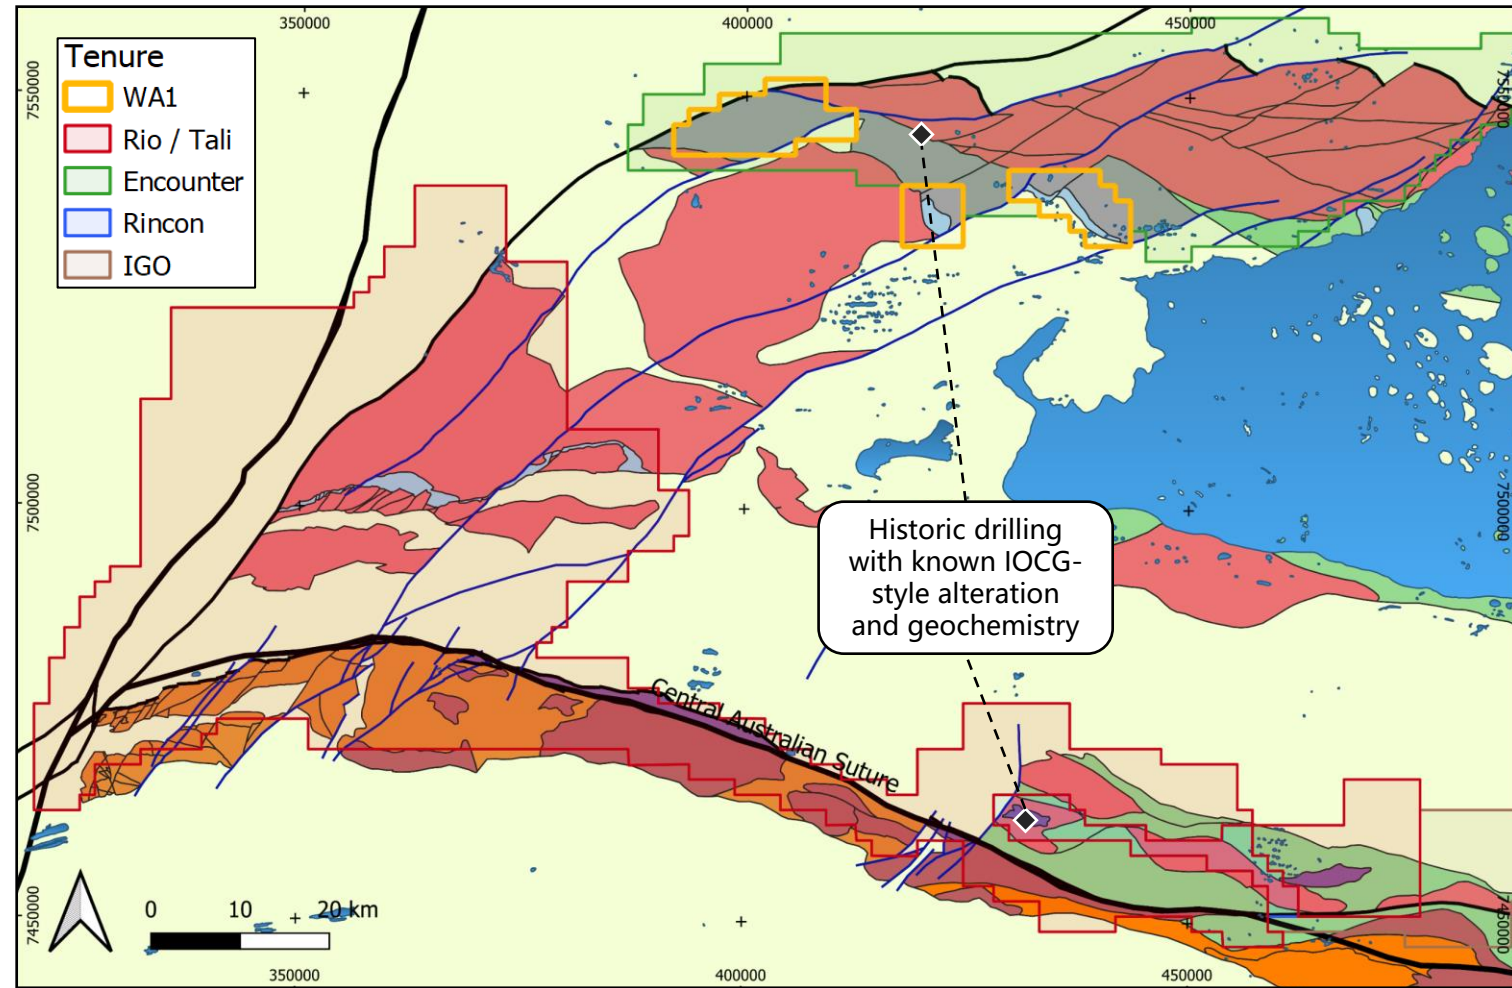 350000
400000
450000
Tenure
WA1
Rio / Tali
Encounter
Rincon
IGO
7550000
7550000
7500000
7500000
Historic drilling
with known IOCG-
style alteration
and geochemistry
Central Australian Suture
0 10 20 km
7450000
7450000
350000
400000
450000